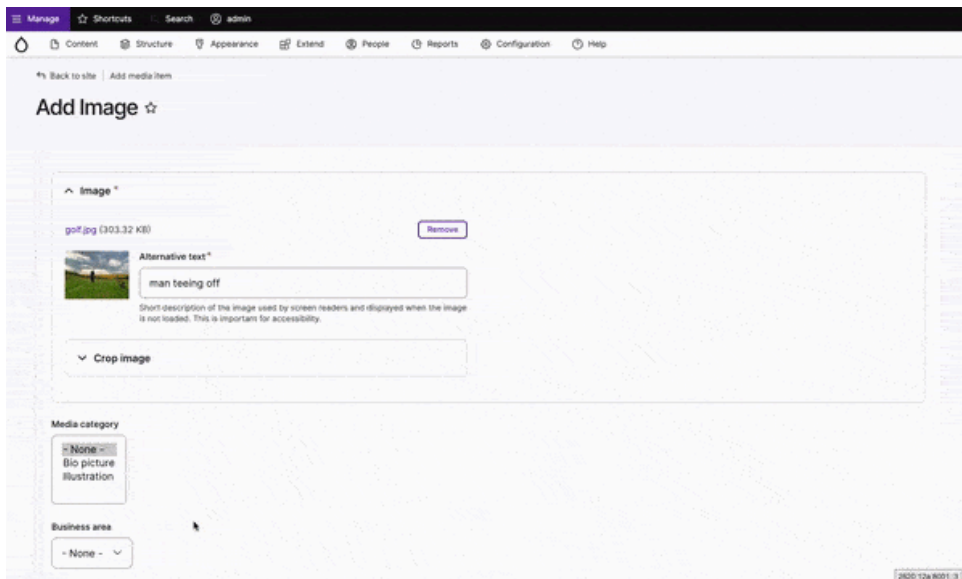 Manage Shortcuts Search admin
Content Structure Appearance Extend People Reports Configuration Help
Back to site Add media item
Add Image
Image *
golf.jpg (303.32 KB) Remove
Alternative text *
man teeing off
Short description of the image used by screen readers and displayed when the image
is not loaded. This is important for accessibility.
Crop image
Media category
- None -
Bio picture
Illustration
Business area
- None -